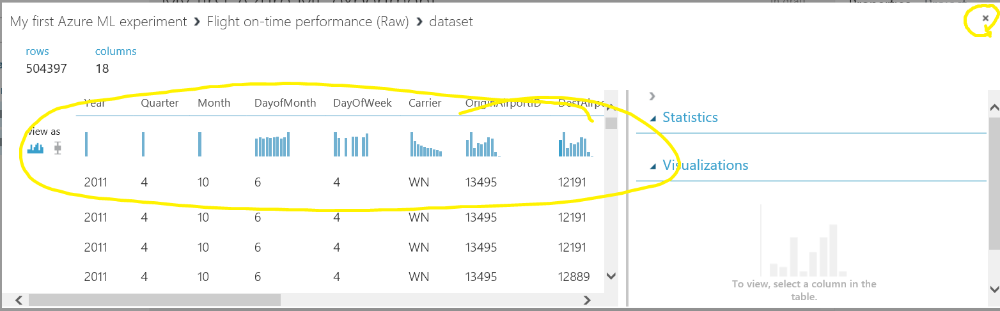 My first Azure ML experiment › Flight on-time performance (Raw) › dataset
rows columns
504397 18
Year Quarter Month DayofMonth DayOfWeek Carrier OriginAirportID DestAirpo
view as
2011 4 10 6 4 WN 13495 12191
2011 4 10 6 4 WN 13495 12191
2011 4 10 6 4 WN 13495 12191
2011 4 10 6 4 WN 13495 12889
Statistics
Visualizations
To view, select a column in the
table.